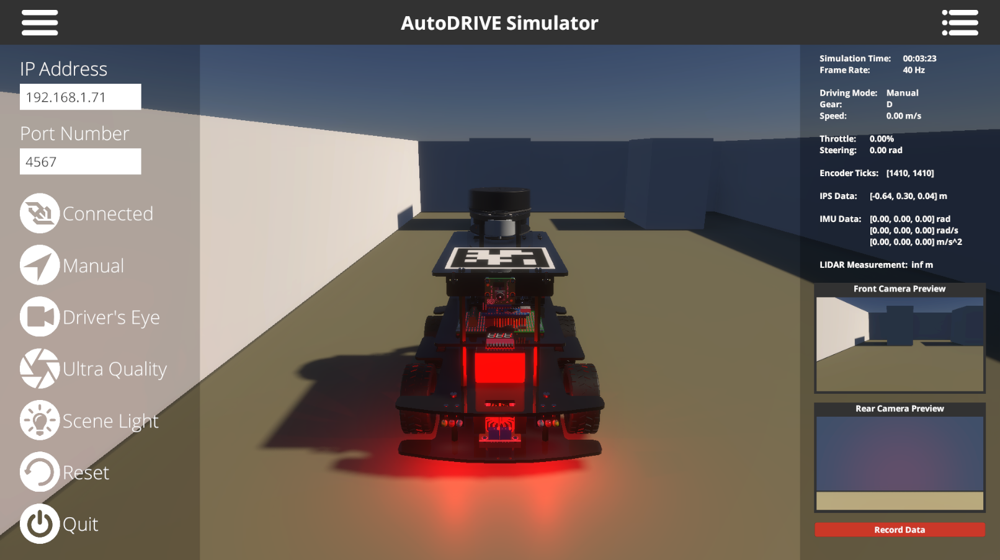 AutoDRIVE Simulator
IP Address
192.168.1.71
Port Number
4567
Connected
Manual
Driver's Eye
Ultra Quality
Scene Light
Reset
Quit
Simulation Time: 00:03:23
Frame Rate: 40 Hz
Driving Mode: Manual
Gear: D
Speed: 0.00 m/s
Throttle: 0.00%
Steering: 0.00 rad
Encoder Ticks: [1410, 1410]
IPS Data: [-0.64, 0.30, 0.04] m
IMU Data: [0.00, 0.00, 0.00] rad
[0.00, 0.00, 0.00] rad/s
[0.00, 0.00, 0.00] m/s^2
LIDAR Measurement: inf m
Front Camera Preview
Rear Camera Preview
Record Data